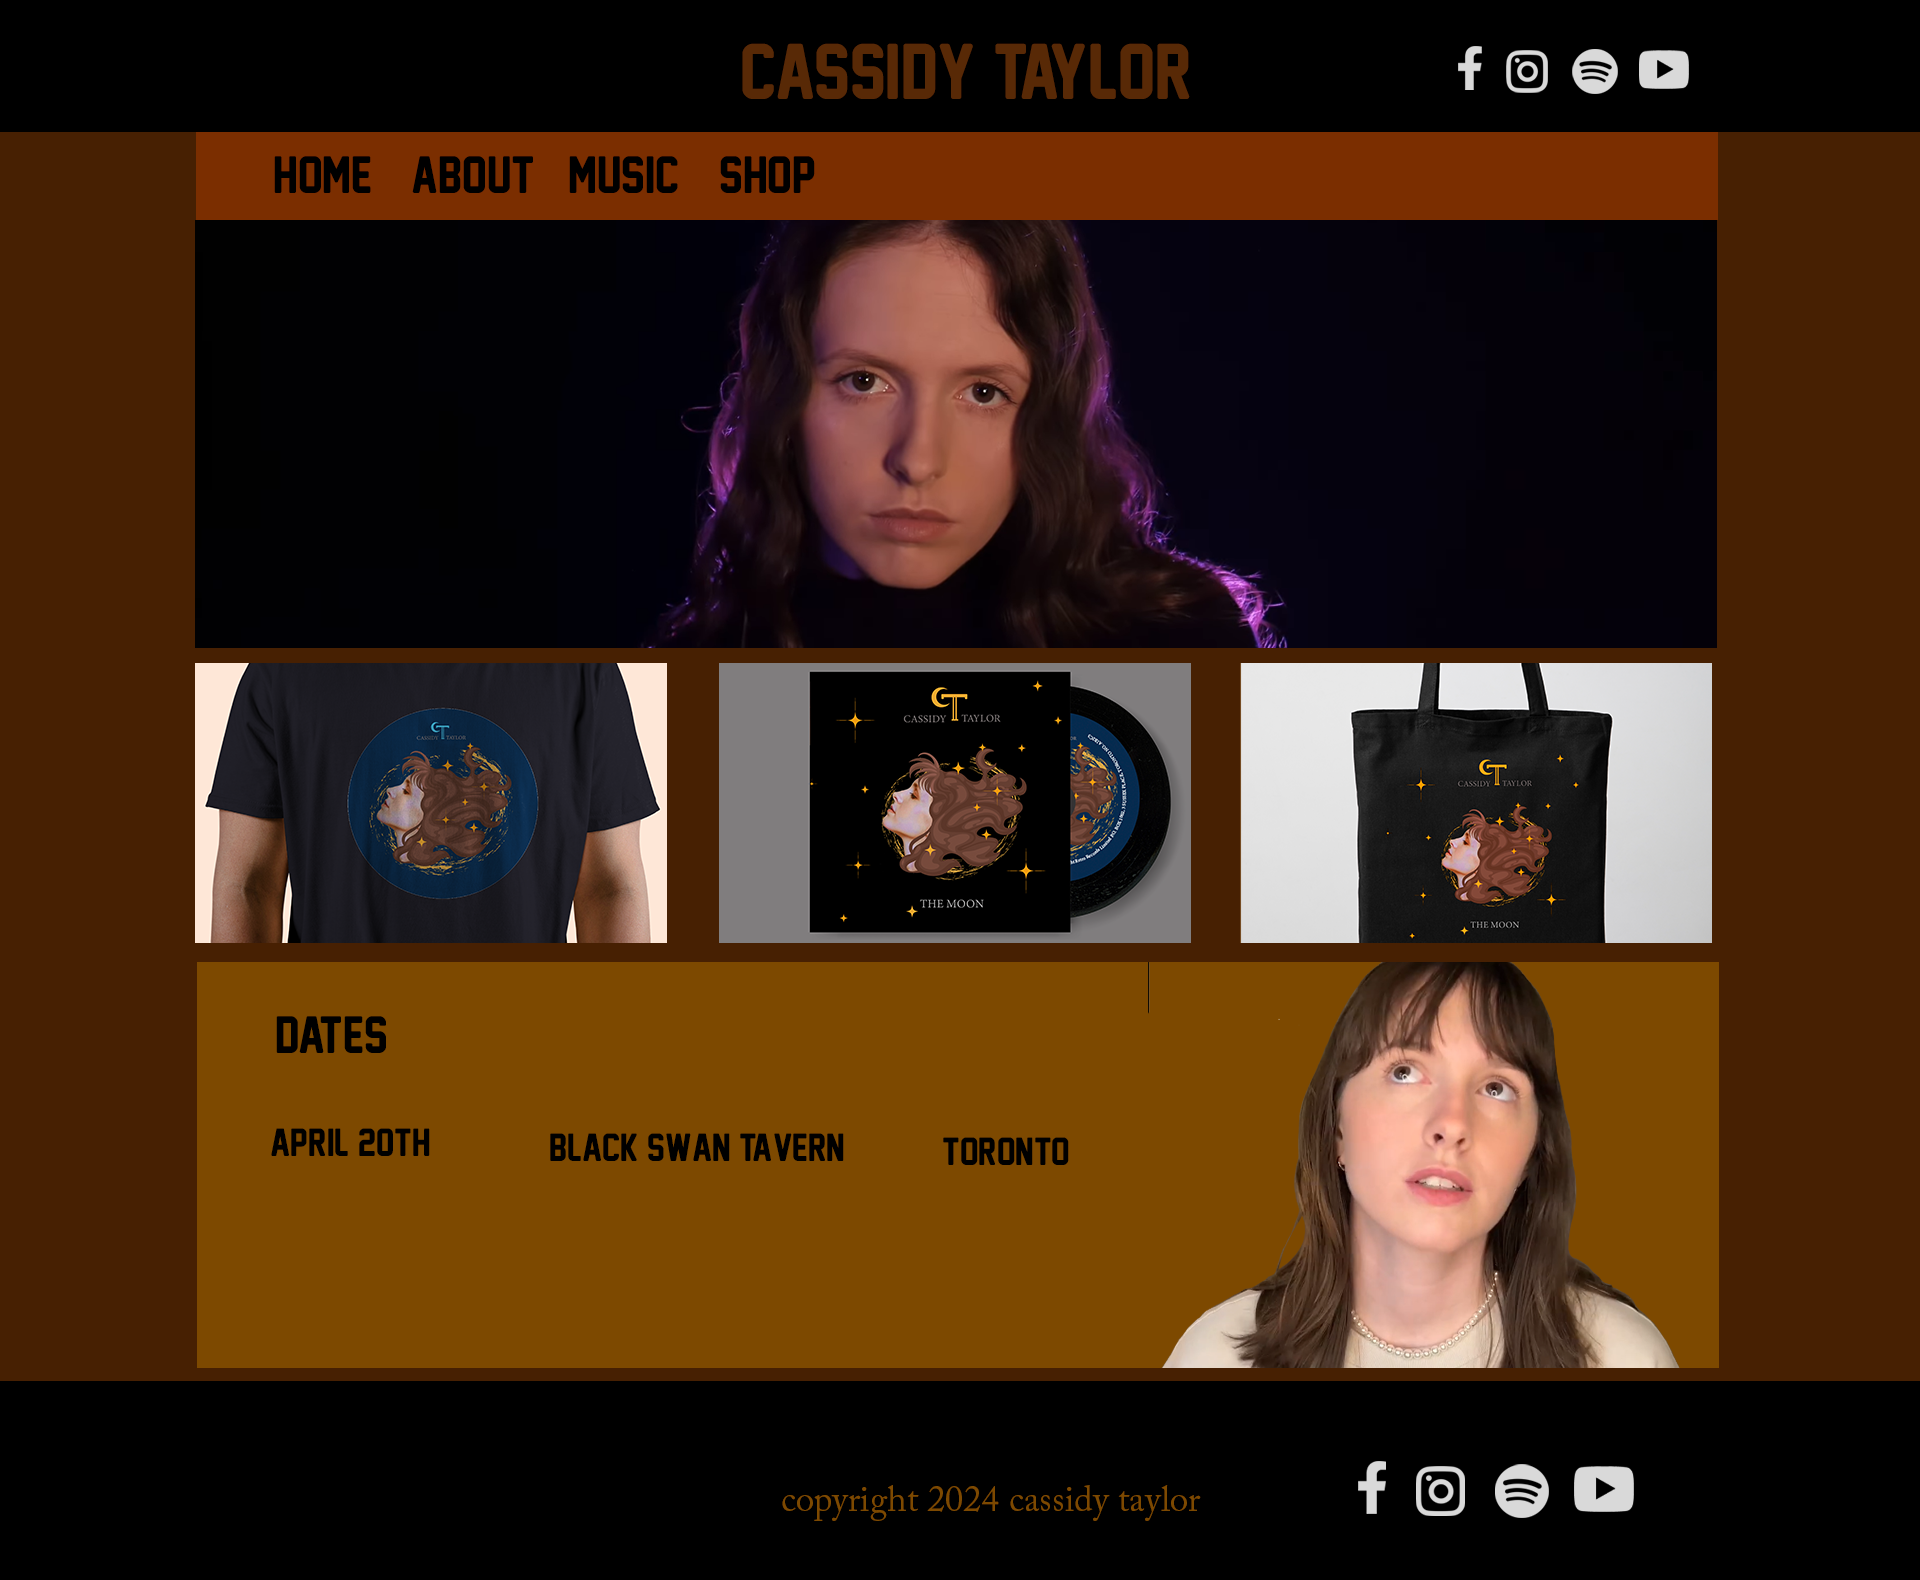 CASSIDY TAYLOR
HOME ABOUT MUSIC SHOP
CT
CASSIDY TAYLOR
CT
CASSIDY TAYLOR
THE MOON
CT
CASSIDY TAYLOR
THE MOON
DATES
APRIL 20TH BLACK SWAN TAVERN TORONTO
copyright 2024 cassidy taylor